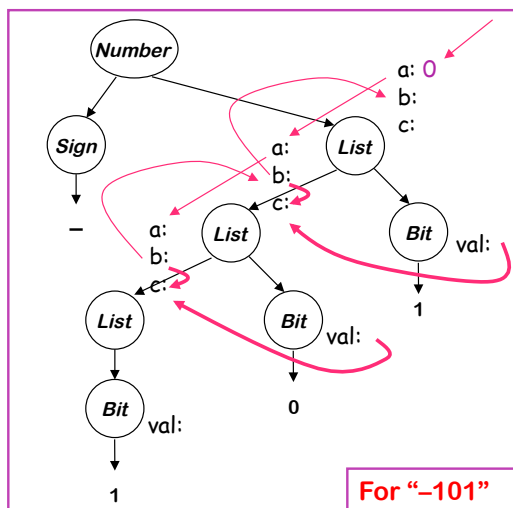 Number
a: 0
b:
c:
Sign
a:
List
b:
c:
–
a:
List
Bit
val:
b:
c:
1
List
Bit
val:
Bit
0
val:
1
For “–101”